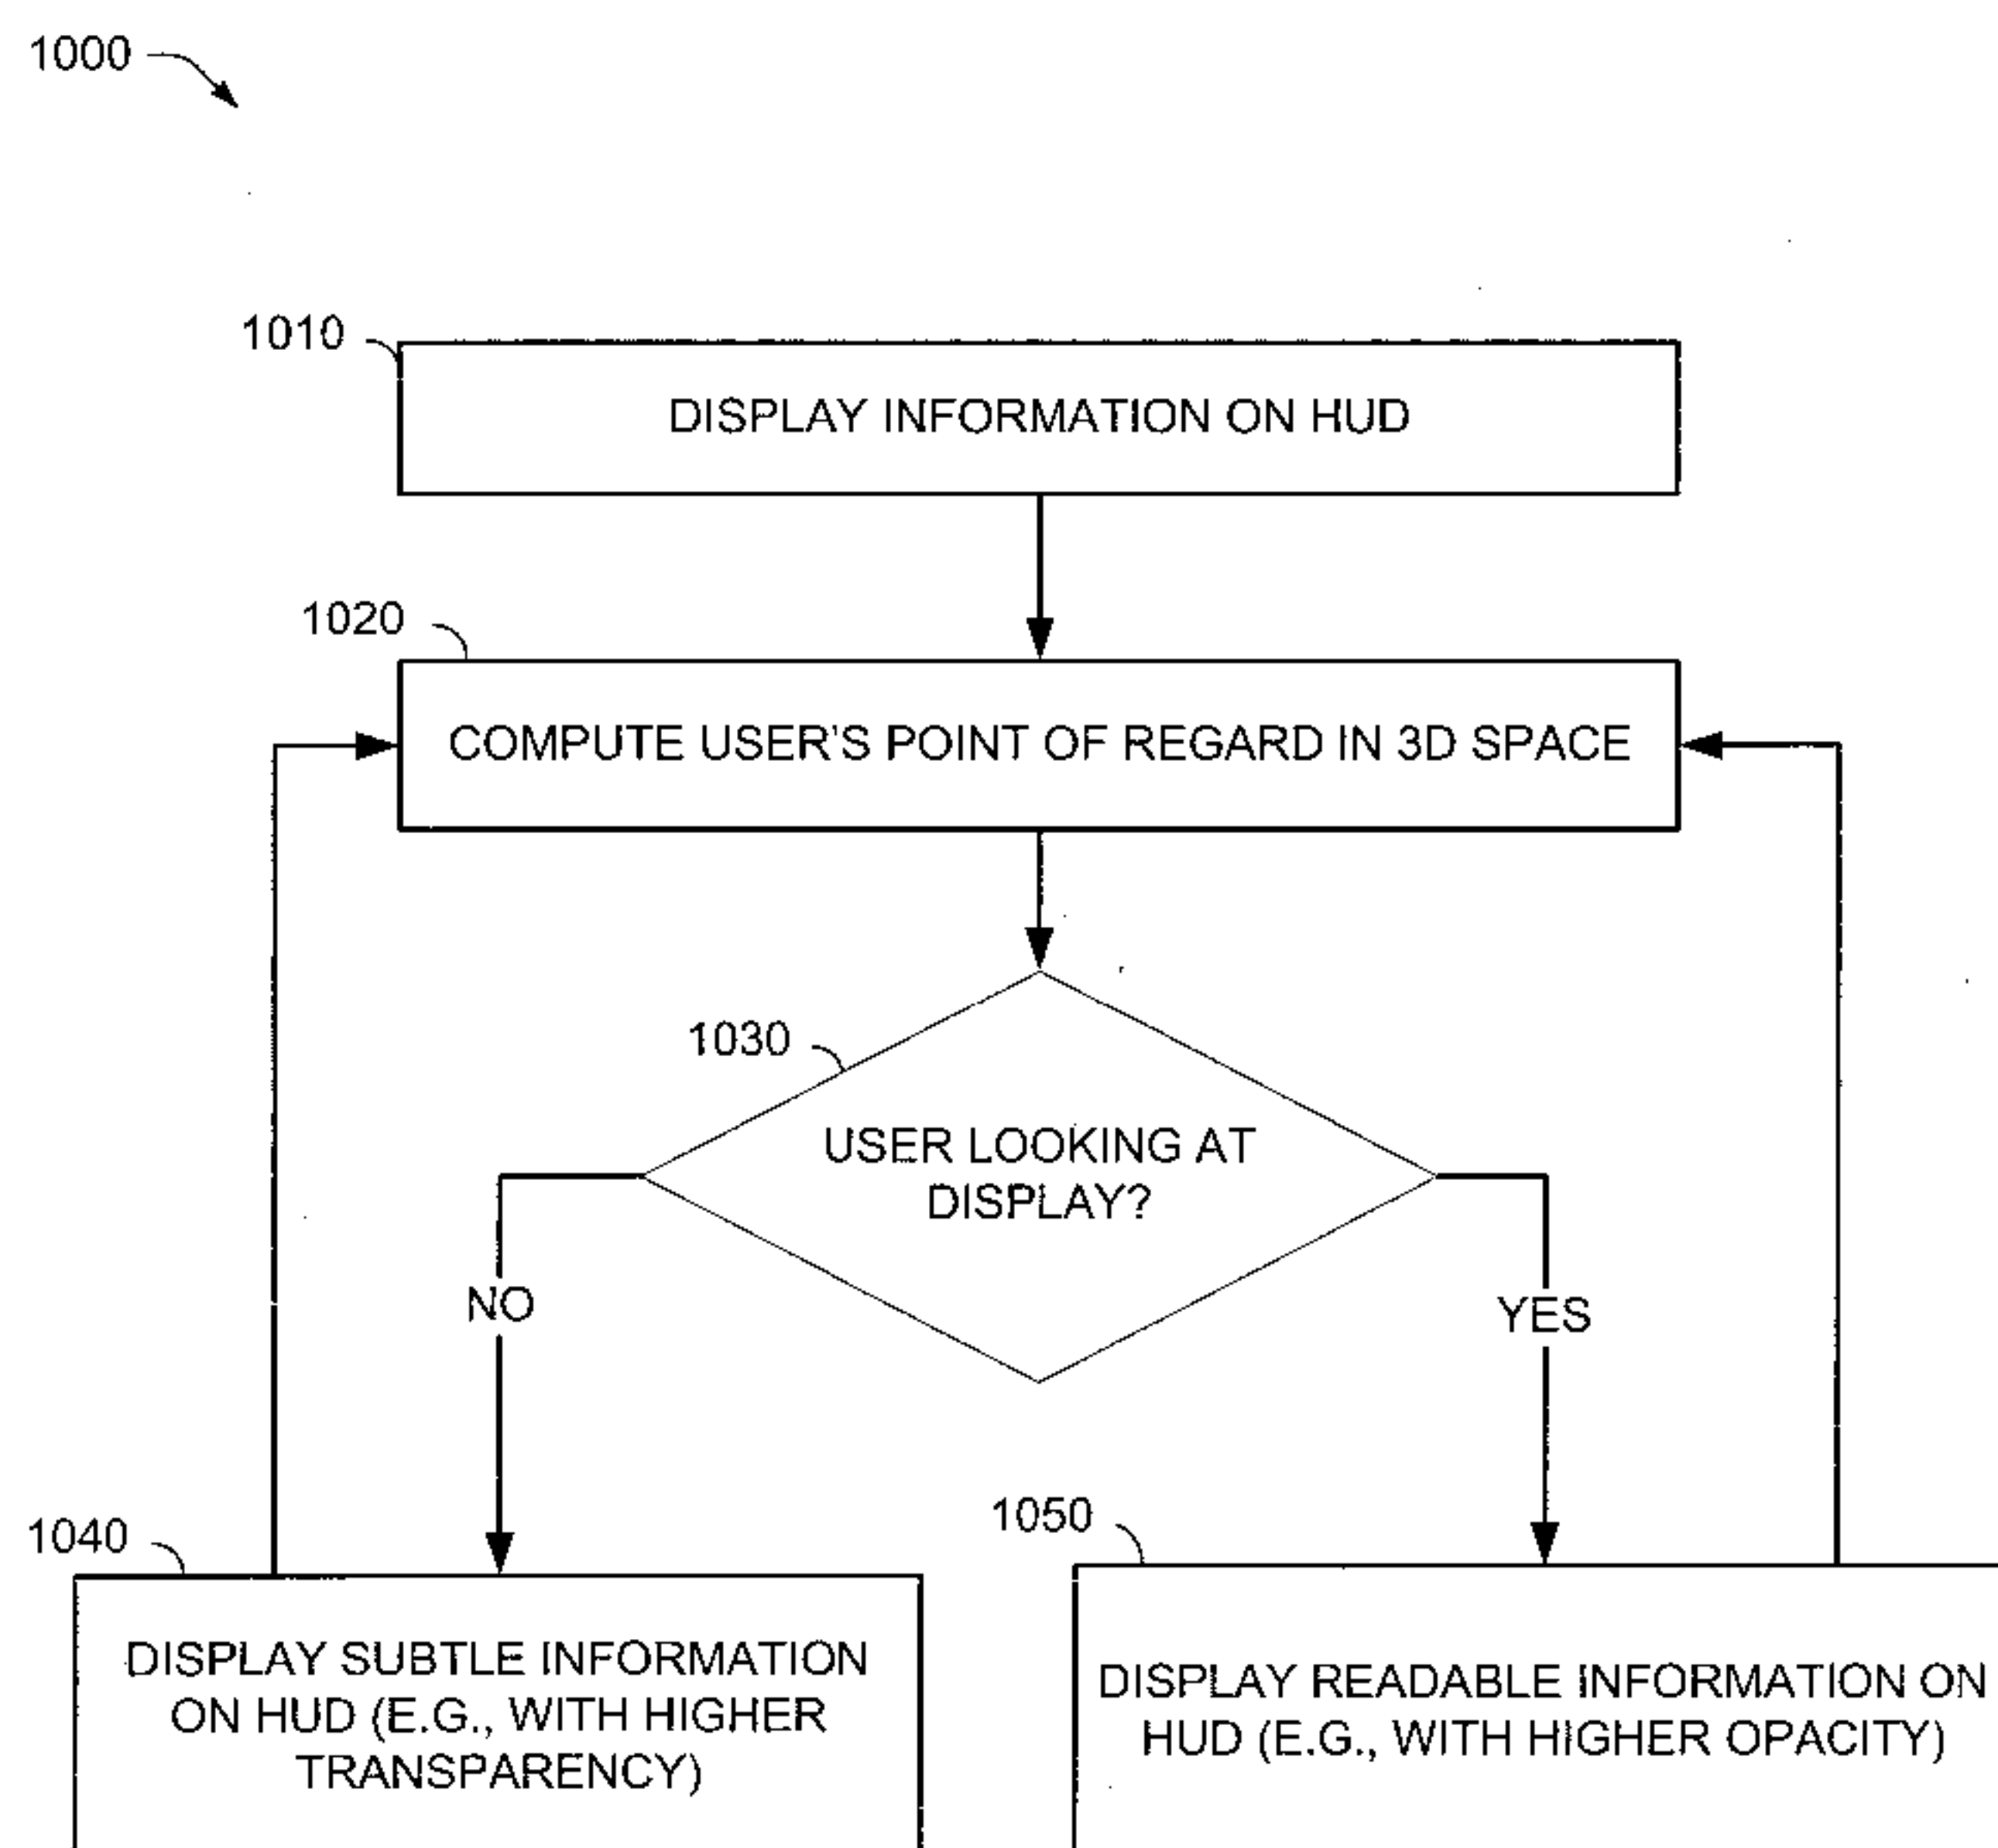 1000
1010
DISPLAY INFORMATION ON HUD
1020
COMPUTE USER'S POINT OF REGARD IN 3D SPACE
1030
USER LOOKING AT
DISPLAY?
NO
YES
1040
DISPLAY SUBTLE INFORMATION
ON HUD (E.G., WITH HIGHER
TRANSPARENCY)
1050
DISPLAY READABLE INFORMATION ON
HUD (E.G., WITH HIGHER OPACITY)